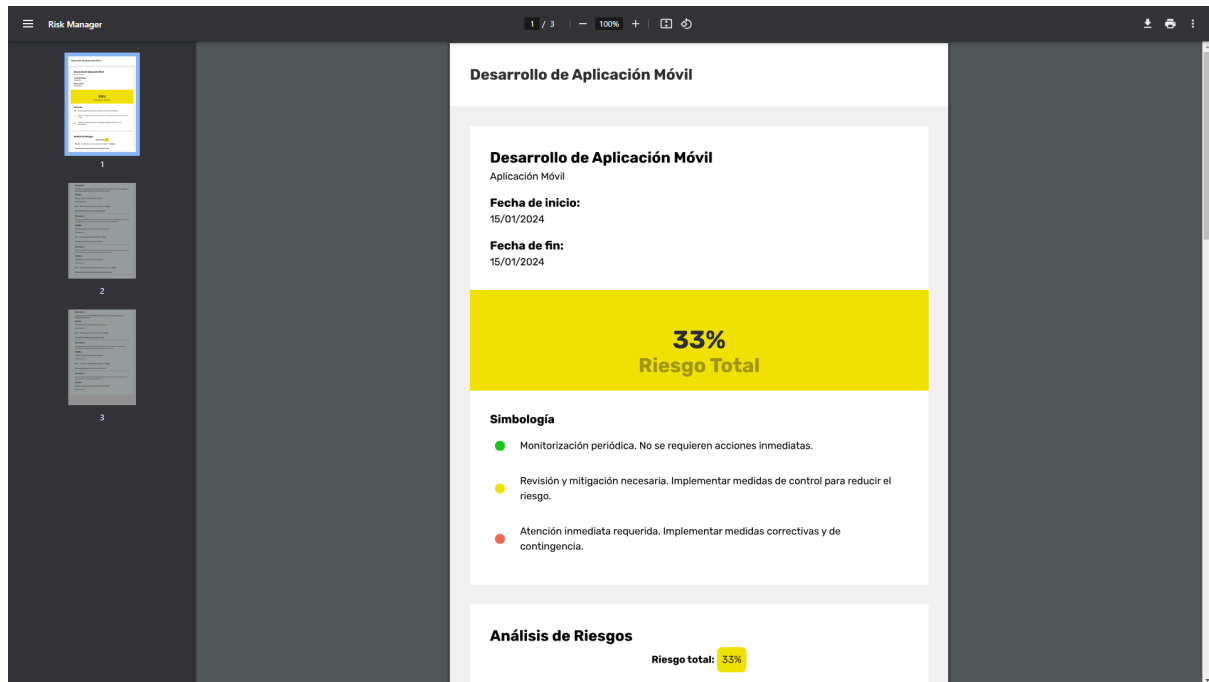 Risk Manager
1 / 3
100%
1
2
3
Desarrollo de Aplicación Móvil
Desarrollo de Aplicación Móvil
Aplicación Móvil
Fecha de inicio:
15/01/2024
Fecha de fin:
15/01/2024
33%
Riesgo Total
Simbología
Monitorización periódica. No se requieren acciones inmediatas.
Revisión y mitigación necesaria. Implementar medidas de control para reducir el
riesgo.
Atención inmediata requerida. Implementar medidas correctivas y de
contingencia.
Análisis de Riesgos
Riesgo total: 33%